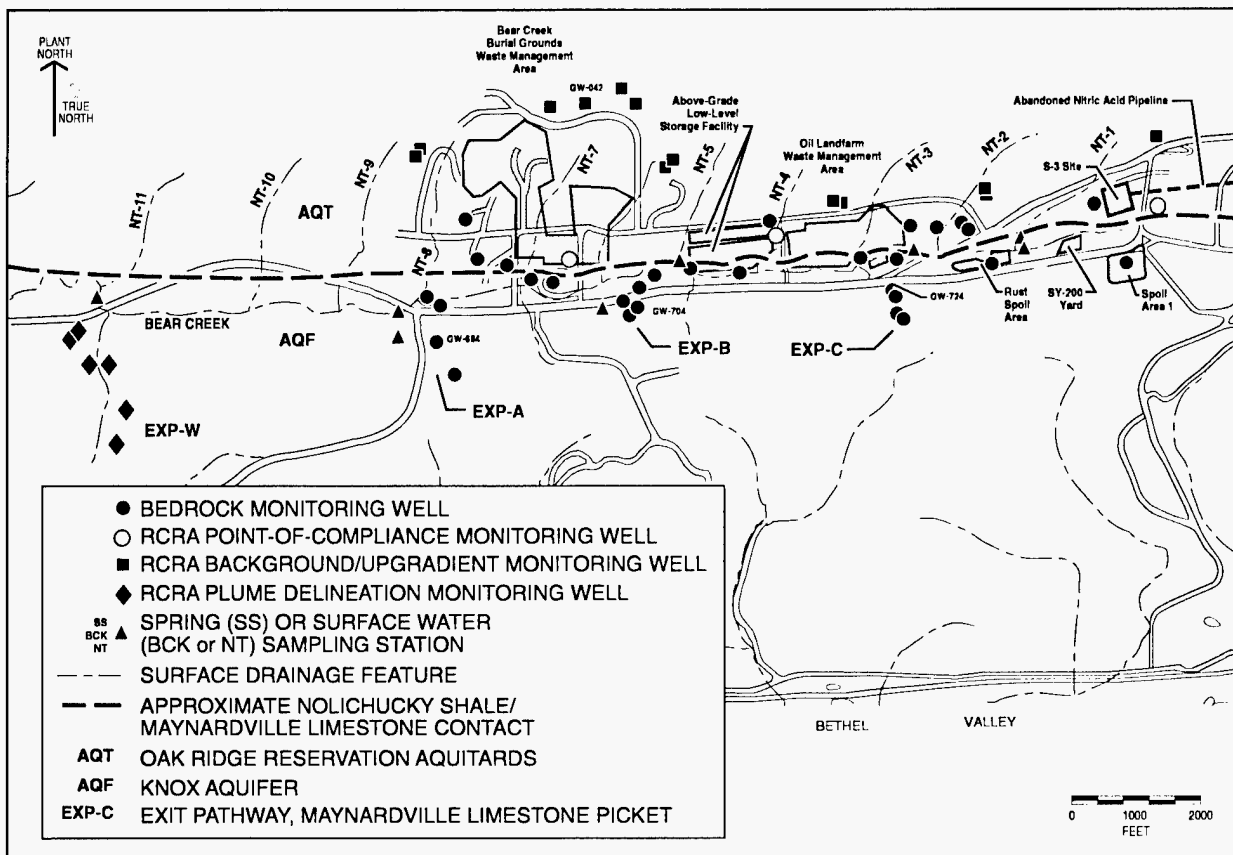 PLANT
NORTH
TRUE
NORTH
Bear Creek
Burial Grounds
Waste Management
Area
GW-042
Above-Grade
Low-Level
Storage Facility
Oil Landfarm
Waste Management
Area
Abandoned Nitric Acid Pipeline
S-3 Site
NT-11
NT-10
NT-9
NT-8
NT-7
NT-5
NT-4
NT-3
NT-2
NT-1
AQT
BEAR CREEK
AQF
GW-684
GW-704
GW-724
Rust
Spoil
Area
SY-200
Yard
Spoil
Area 1
EXP-W
EXP-A
EXP-B
EXP-C
BEDROCK MONITORING WELL
RCRA POINT-OF-COMPLIANCE MONITORING WELL
RCRA BACKGROUND/UPGRADIENT MONITORING WELL
RCRA PLUME DELINEATION MONITORING WELL
SS
BCK
NT
SPRING (SS) OR SURFACE WATER
(BCK or NT) SAMPLING STATION
SURFACE DRAINAGE FEATURE
APPROXIMATE NOLICHUCKY SHALE/
MAYNARDVILLE LIMESTONE CONTACT
AQT OAK RIDGE RESERVATION AQUITARDS
AQF KNOX AQUIFER
EXP-C EXIT PATHWAY, MAYNARDVILLE LIMESTONE PICKET
BETHEL VALLEY
0 1000 2000
FEET